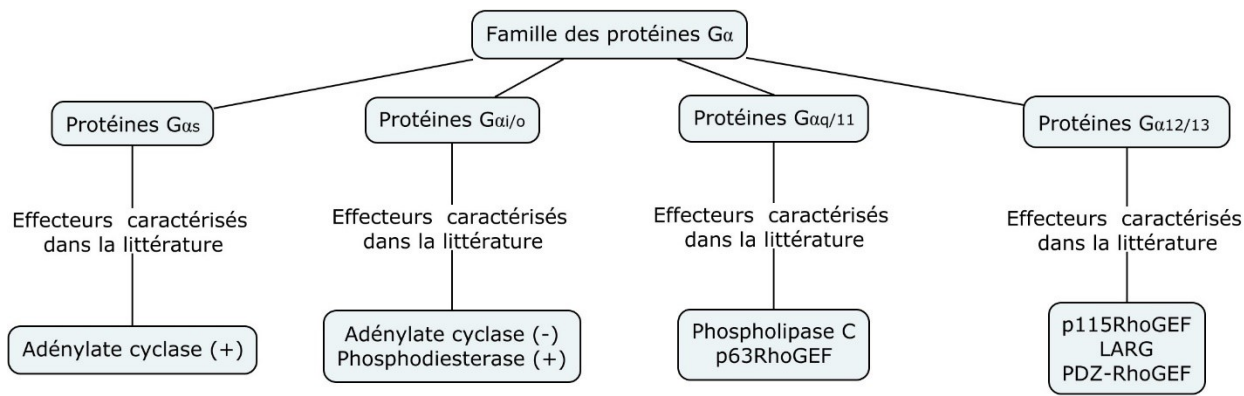 Famille des protéines Gα
Protéines Gαs
Protéines Gαi/o
Protéines Gαq/11
Protéines Gα12/13
Effecteurs caractérisés
dans la littérature
Effecteurs caractérisés
dans la littérature
Effecteurs caractérisés
dans la littérature
Effecteurs caractérisés
dans la littérature
Adénylate cyclase (+)
Adénylate cyclase (-)
Phosphodiesterase (+)
Phospholipase C
p63RhoGEF
p115RhoGEF
LARG
PDZ-RhoGEF